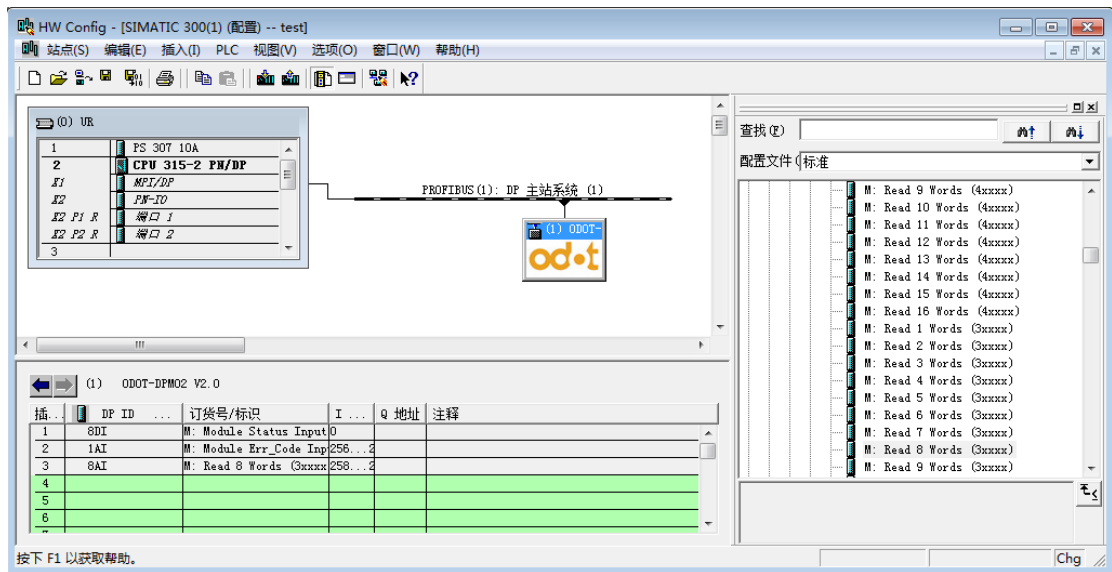 HW Config - [SIMATIC 300(1) (配置) -- test]
站点(S) 编辑(E) 插入(I) PLC 视图(V) 选项(O) 窗口(W) 帮助(H)
(0) UR
1 PS 307 10A
2 CPU 315-2 PN/DP
X1 MPI/DP
X2 PN-IO
X2 P1 R 端口 1
X2 P2 R 端口 2
3
PROFIBUS(1): DP 主站系统 (1)
(1) ODOT-
odot
查找(F)
配置文件(
标准
M: Read 9 Words (4xxxx)
M: Read 10 Words (4xxxx)
M: Read 11 Words (4xxxx)
M: Read 12 Words (4xxxx)
M: Read 13 Words (4xxxx)
M: Read 14 Words (4xxxx)
M: Read 15 Words (4xxxx)
M: Read 16 Words (4xxxx)
M: Read 1 Words (3xxxx)
M: Read 2 Words (3xxxx)
M: Read 3 Words (3xxxx)
M: Read 4 Words (3xxxx)
M: Read 5 Words (3xxxx)
M: Read 6 Words (3xxxx)
M: Read 7 Words (3xxxx)
M: Read 8 Words (3xxxx)
M: Read 9 Words (3xxxx)
(1) ODOT-DPM02 V2.0
插... DP ID ... 订货号/标识 I ... Q 地址 注释
1 8DI M: Module Status Input 0
2 1AI M: Module Err_Code Inp 256...2
3 8AI M: Read 8 Words (3xxxx 258...2
4
5
6
按下 F1 以获取帮助。
Chg